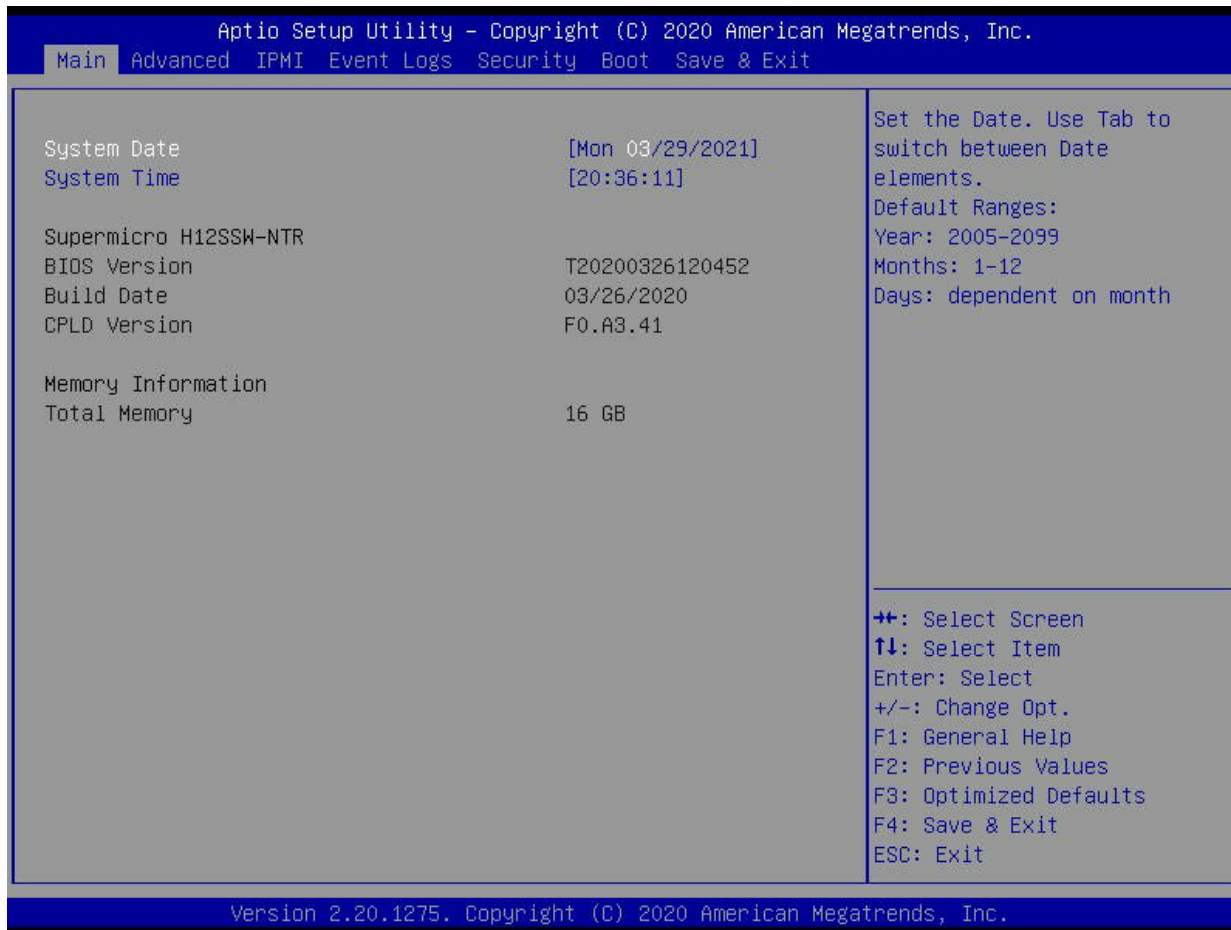 Aptio Setup Utility – Copyright (C) 2020 American Megatrends, Inc.
Main Advanced IPMI Event Logs Security Boot Save & Exit
System Date [Mon 03/29/2021]
System Time [20:36:11]
Supermicro H12SSW-NTR
BIOS Version T20200326120452
Build Date 03/26/2020
CPLD Version F0.A3.41
Memory Information
Total Memory 16 GB
Set the Date. Use Tab to
switch between Date
elements.
Default Ranges:
Year: 2005-2099
Months: 1-12
Days: dependent on month
→←: Select Screen
↑↓: Select Item
Enter: Select
+/-: Change Opt.
F1: General Help
F2: Previous Values
F3: Optimized Defaults
F4: Save & Exit
ESC: Exit
Version 2.20.1275. Copyright (C) 2020 American Megatrends, Inc.